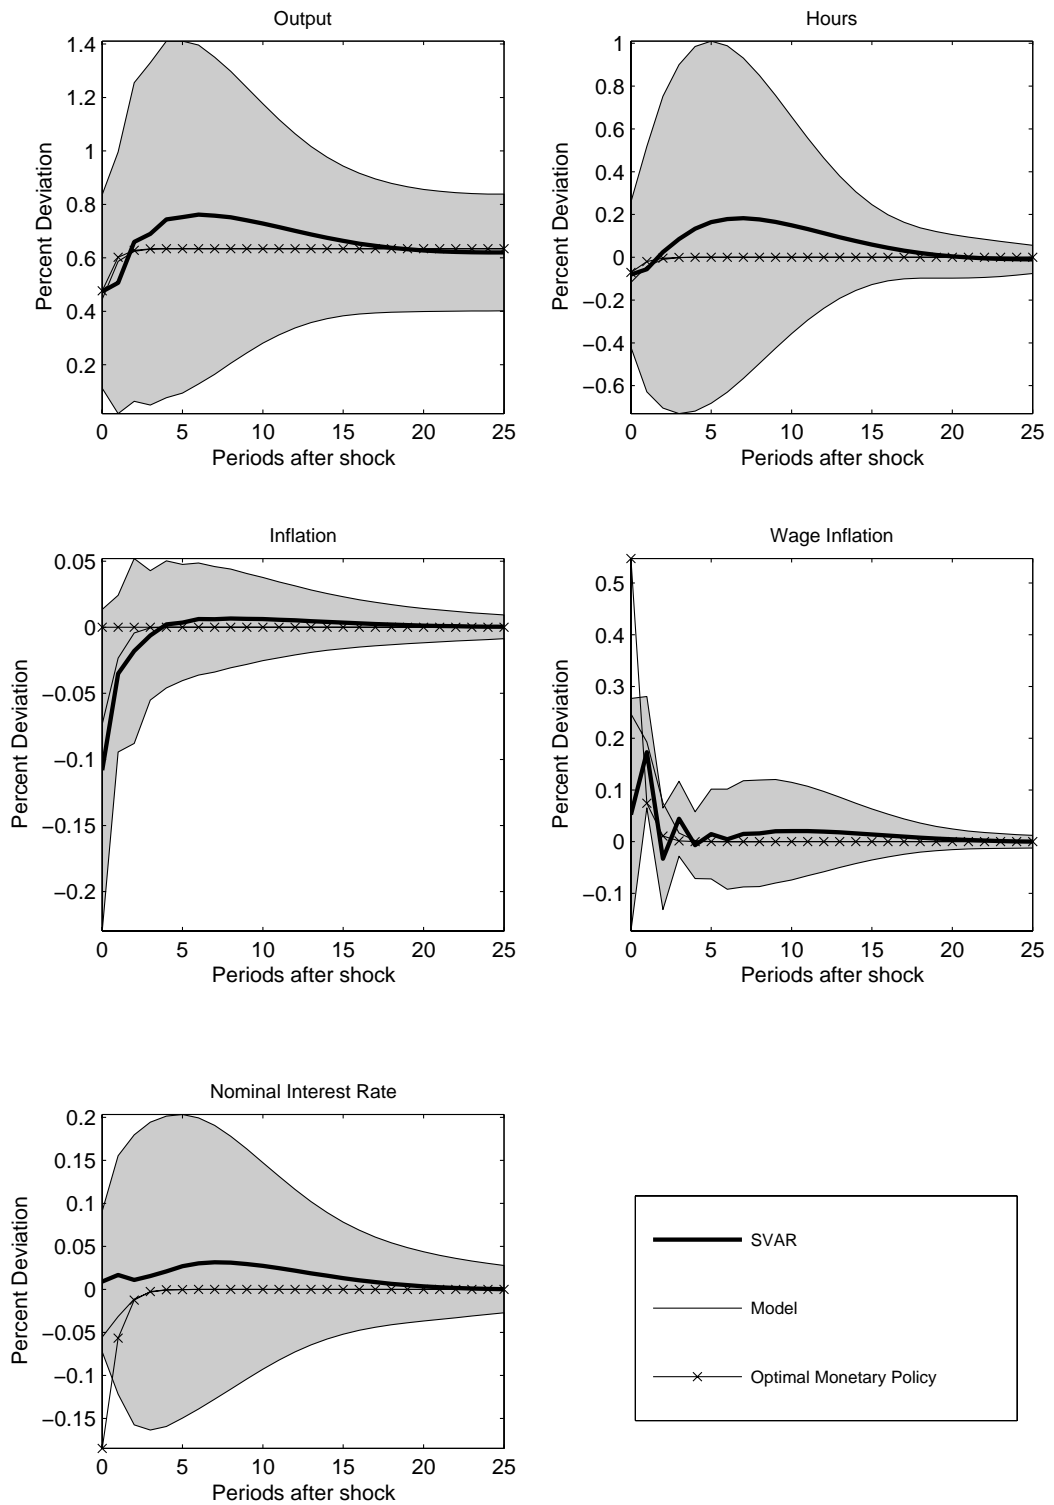 Output
Percent Deviation
1.4
1.2
1
0.8
0.6
0.4
0.2
0 5 10 15 20 25
Periods after shock
Hours
Percent Deviation
1
0.8
0.6
0.4
0.2
0
−0.2
−0.4
−0.6
0 5 10 15 20 25
Periods after shock
Inflation
Percent Deviation
0.05
0
−0.05
−0.1
−0.15
−0.2
0 5 10 15 20 25
Periods after shock
Wage Inflation
Percent Deviation
0.5
0.4
0.3
0.2
0.1
0
−0.1
0 5 10 15 20 25
Periods after shock
Nominal Interest Rate
Percent Deviation
0.2
0.15
0.1
0.05
0
−0.05
−0.1
−0.15
0 5 10 15 20 25
Periods after shock
SVAR
Model
Optimal Monetary Policy